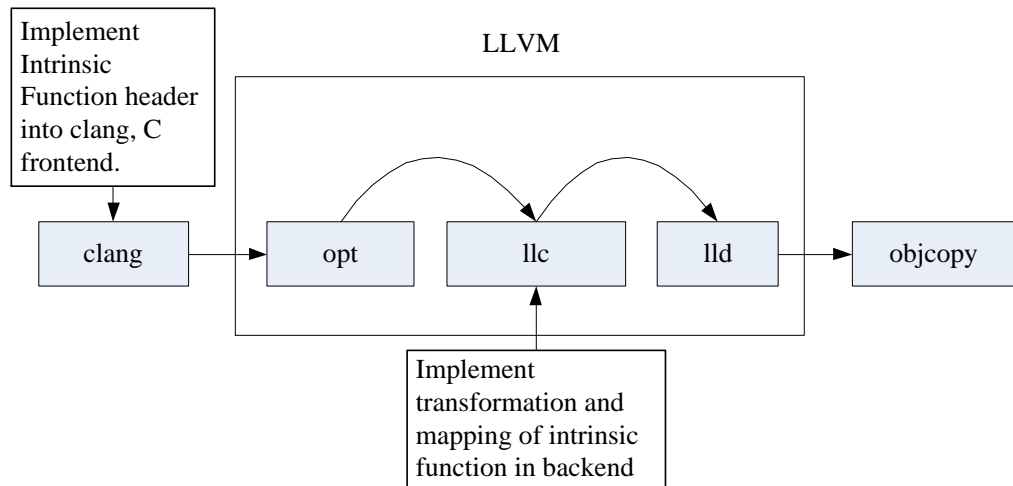 Implement
Intrinsic
Function header
into clang, C
frontend.
LLVM
clang
opt
llc
lld
objcopy
Implement
transformation and
mapping of intrinsic
function in backend